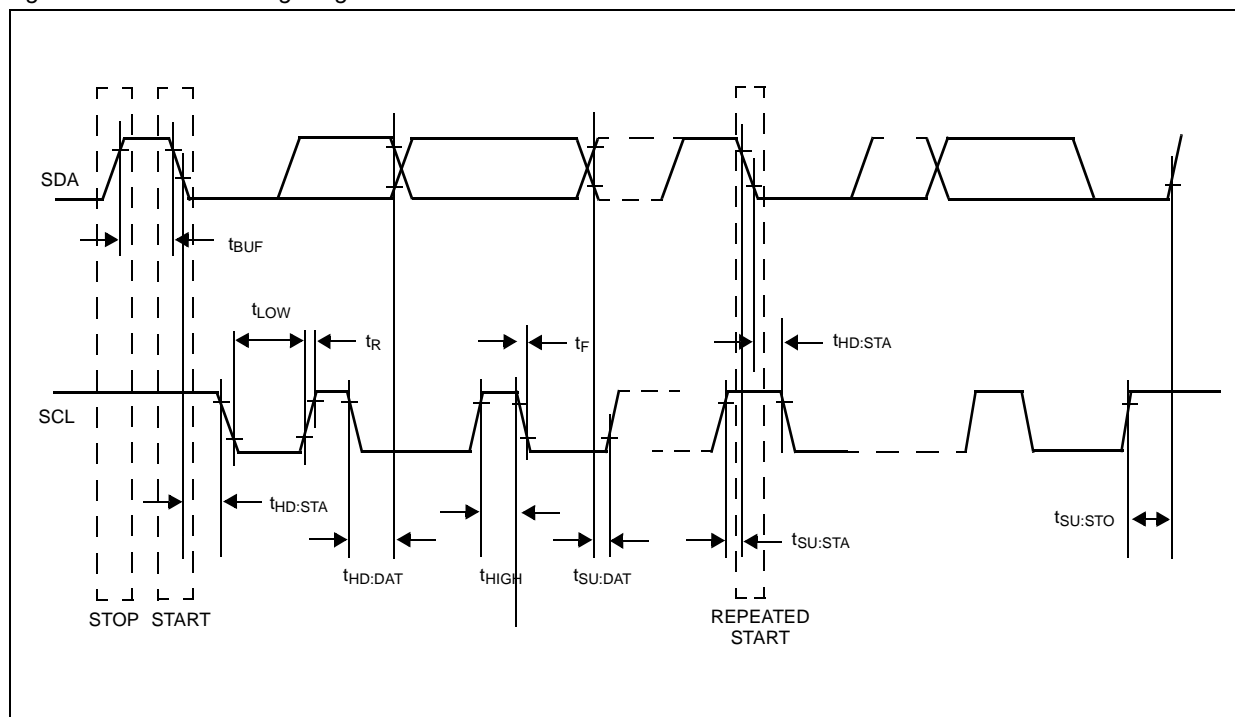 SDA
tBUF
tLOW
tR
tF
tHD:STA
SCL
tHD:STA
tSU:STA
tSU:STO
tHD:DAT
tHIGH
tSU:DAT
STOP
START
REPEATED
START